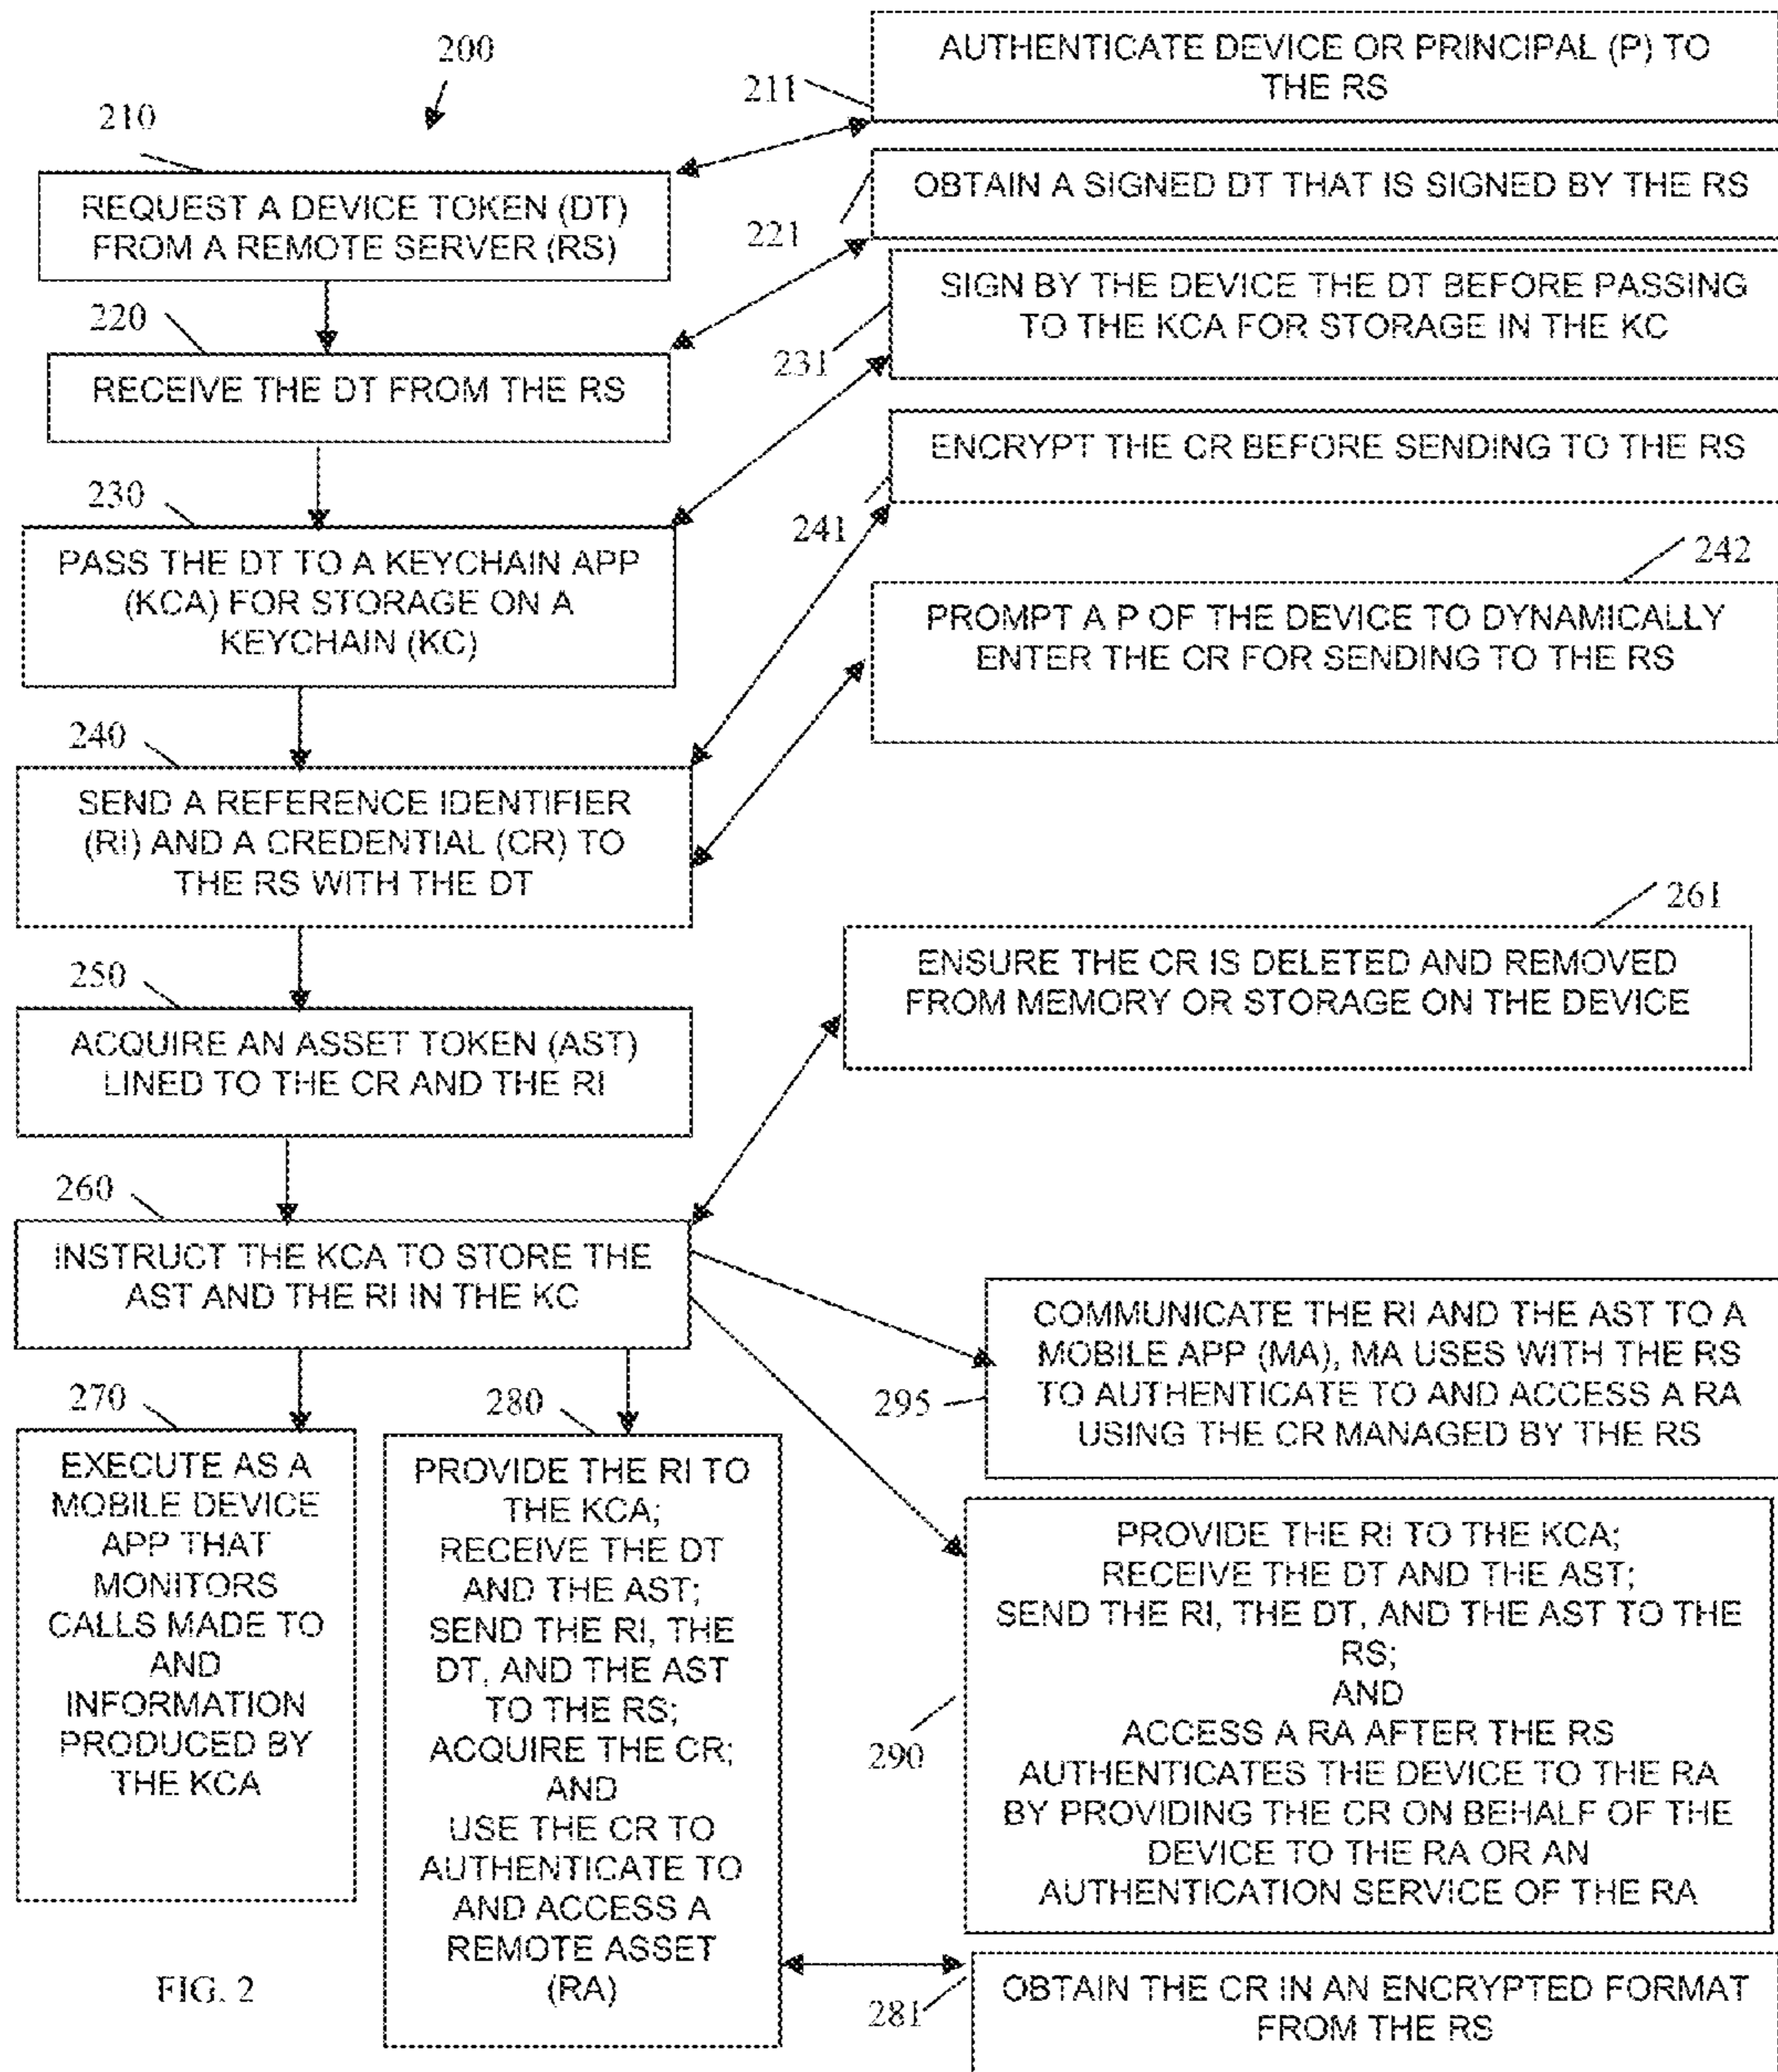 200
210
REQUEST A DEVICE TOKEN (DT)
FROM A REMOTE SERVER (RS)
211
AUTHENTICATE DEVICE OR PRINCIPAL (P) TO
THE RS
220
RECEIVE THE DT FROM THE RS
221
OBTAIN A SIGNED DT THAT IS SIGNED BY THE RS
230
PASS THE DT TO A KEYCHAIN APP
(KCA) FOR STORAGE ON A
KEYCHAIN (KC)
231
SIGN BY THE DEVICE THE DT BEFORE PASSING
TO THE KCA FOR STORAGE IN THE KC
240
SEND A REFERENCE IDENTIFIER
(RI) AND A CREDENTIAL (CR) TO
THE RS WITH THE DT
241
ENCRYPT THE CR BEFORE SENDING TO THE RS
242
PROMPT A P OF THE DEVICE TO DYNAMICALLY
ENTER THE CR FOR SENDING TO THE RS
250
ACQUIRE AN ASSET TOKEN (AST)
LINED TO THE CR AND THE RI
260
INSTRUCT THE KCA TO STORE THE
AST AND THE RI IN THE KC
261
ENSURE THE CR IS DELETED AND REMOVED
FROM MEMORY OR STORAGE ON THE DEVICE
270
EXECUTE AS A
MOBILE DEVICE
APP THAT
MONITORS
CALLS MADE TO
AND
INFORMATION
PRODUCED BY
THE KCA
280
PROVIDE THE RI TO
THE KCA;
RECEIVE THE DT
AND THE AST;
SEND THE RI, THE
DT, AND THE AST
TO THE RS;
ACQUIRE THE CR;
AND
USE THE CR TO
AUTHENTICATE TO
AND ACCESS A
REMOTE ASSET
(RA)
295
COMMUNICATE THE RI AND THE AST TO A
MOBILE APP (MA), MA USES WITH THE RS
TO AUTHENTICATE TO AND ACCESS A RA
USING THE CR MANAGED BY THE RS
290
PROVIDE THE RI TO THE KCA;
RECEIVE THE DT AND THE AST;
SEND THE RI, THE DT, AND THE AST TO THE
RS;
AND
ACCESS A RA AFTER THE RS
AUTHENTICATES THE DEVICE TO THE RA
BY PROVIDING THE CR ON BEHALF OF THE
DEVICE TO THE RA OR AN
AUTHENTICATION SERVICE OF THE RA
281
OBTAIN THE CR IN AN ENCRYPTED FORMAT
FROM THE RS
FIG. 2